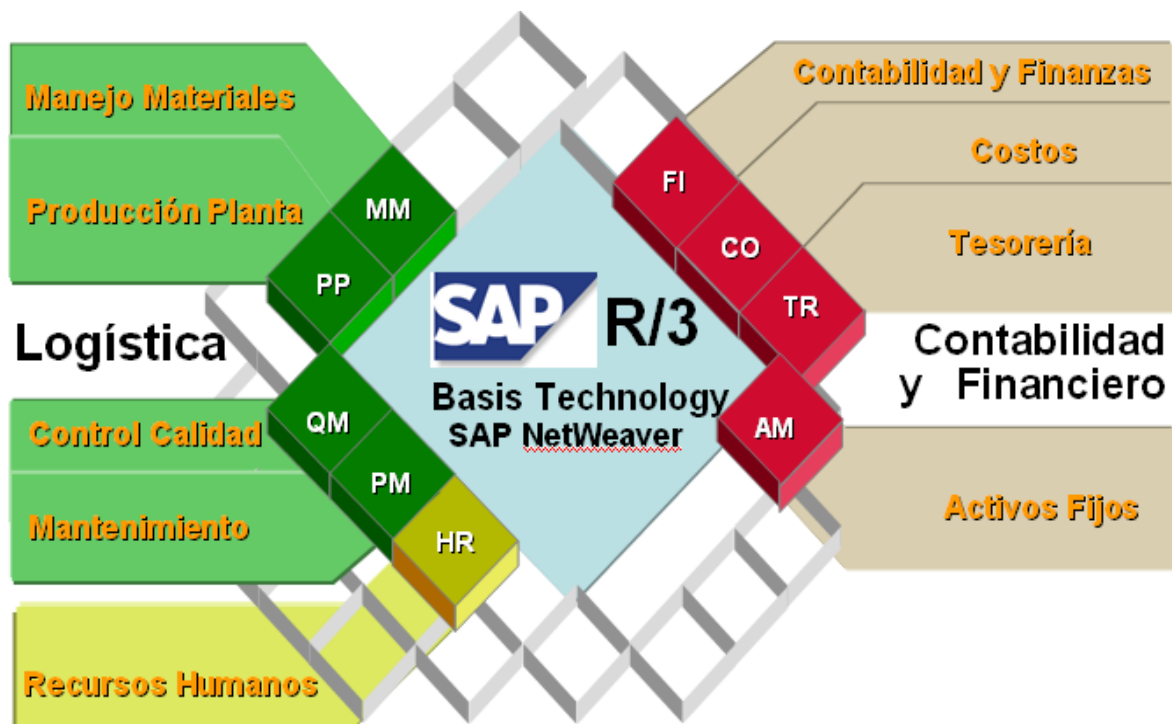 Manejo Materiales
Producción Planta
Logística
Control Calidad
Mantenimiento
Recursos Humanos
MM
PP
QM
PM
HR
SAP R/3
Basis Technology
SAP NetWeaver
FI
CO
TR
AM
Contabilidad y Finanzas
Costos
Tesorería
Contabilidad
y Financiero
Activos Fijos